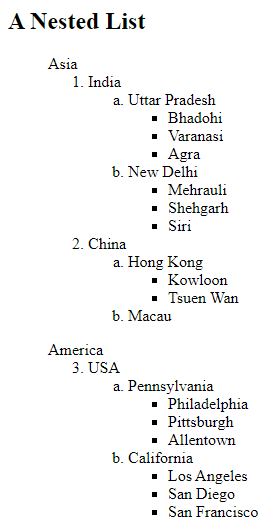 A Nested List
Asia
1. India
a. Uttar Pradesh
▪ Bhadohi
▪ Varanasi
▪ Agra
b. New Delhi
▪ Mehrauli
▪ Shehgarh
▪ Siri
2. China
a. Hong Kong
▪ Kowloon
▪ Tsuen Wan
b. Macau
America
3. USA
a. Pennsylvania
▪ Philadelphia
▪ Pittsburgh
▪ Allentown
b. California
▪ Los Angeles
▪ San Diego
▪ San Francisco